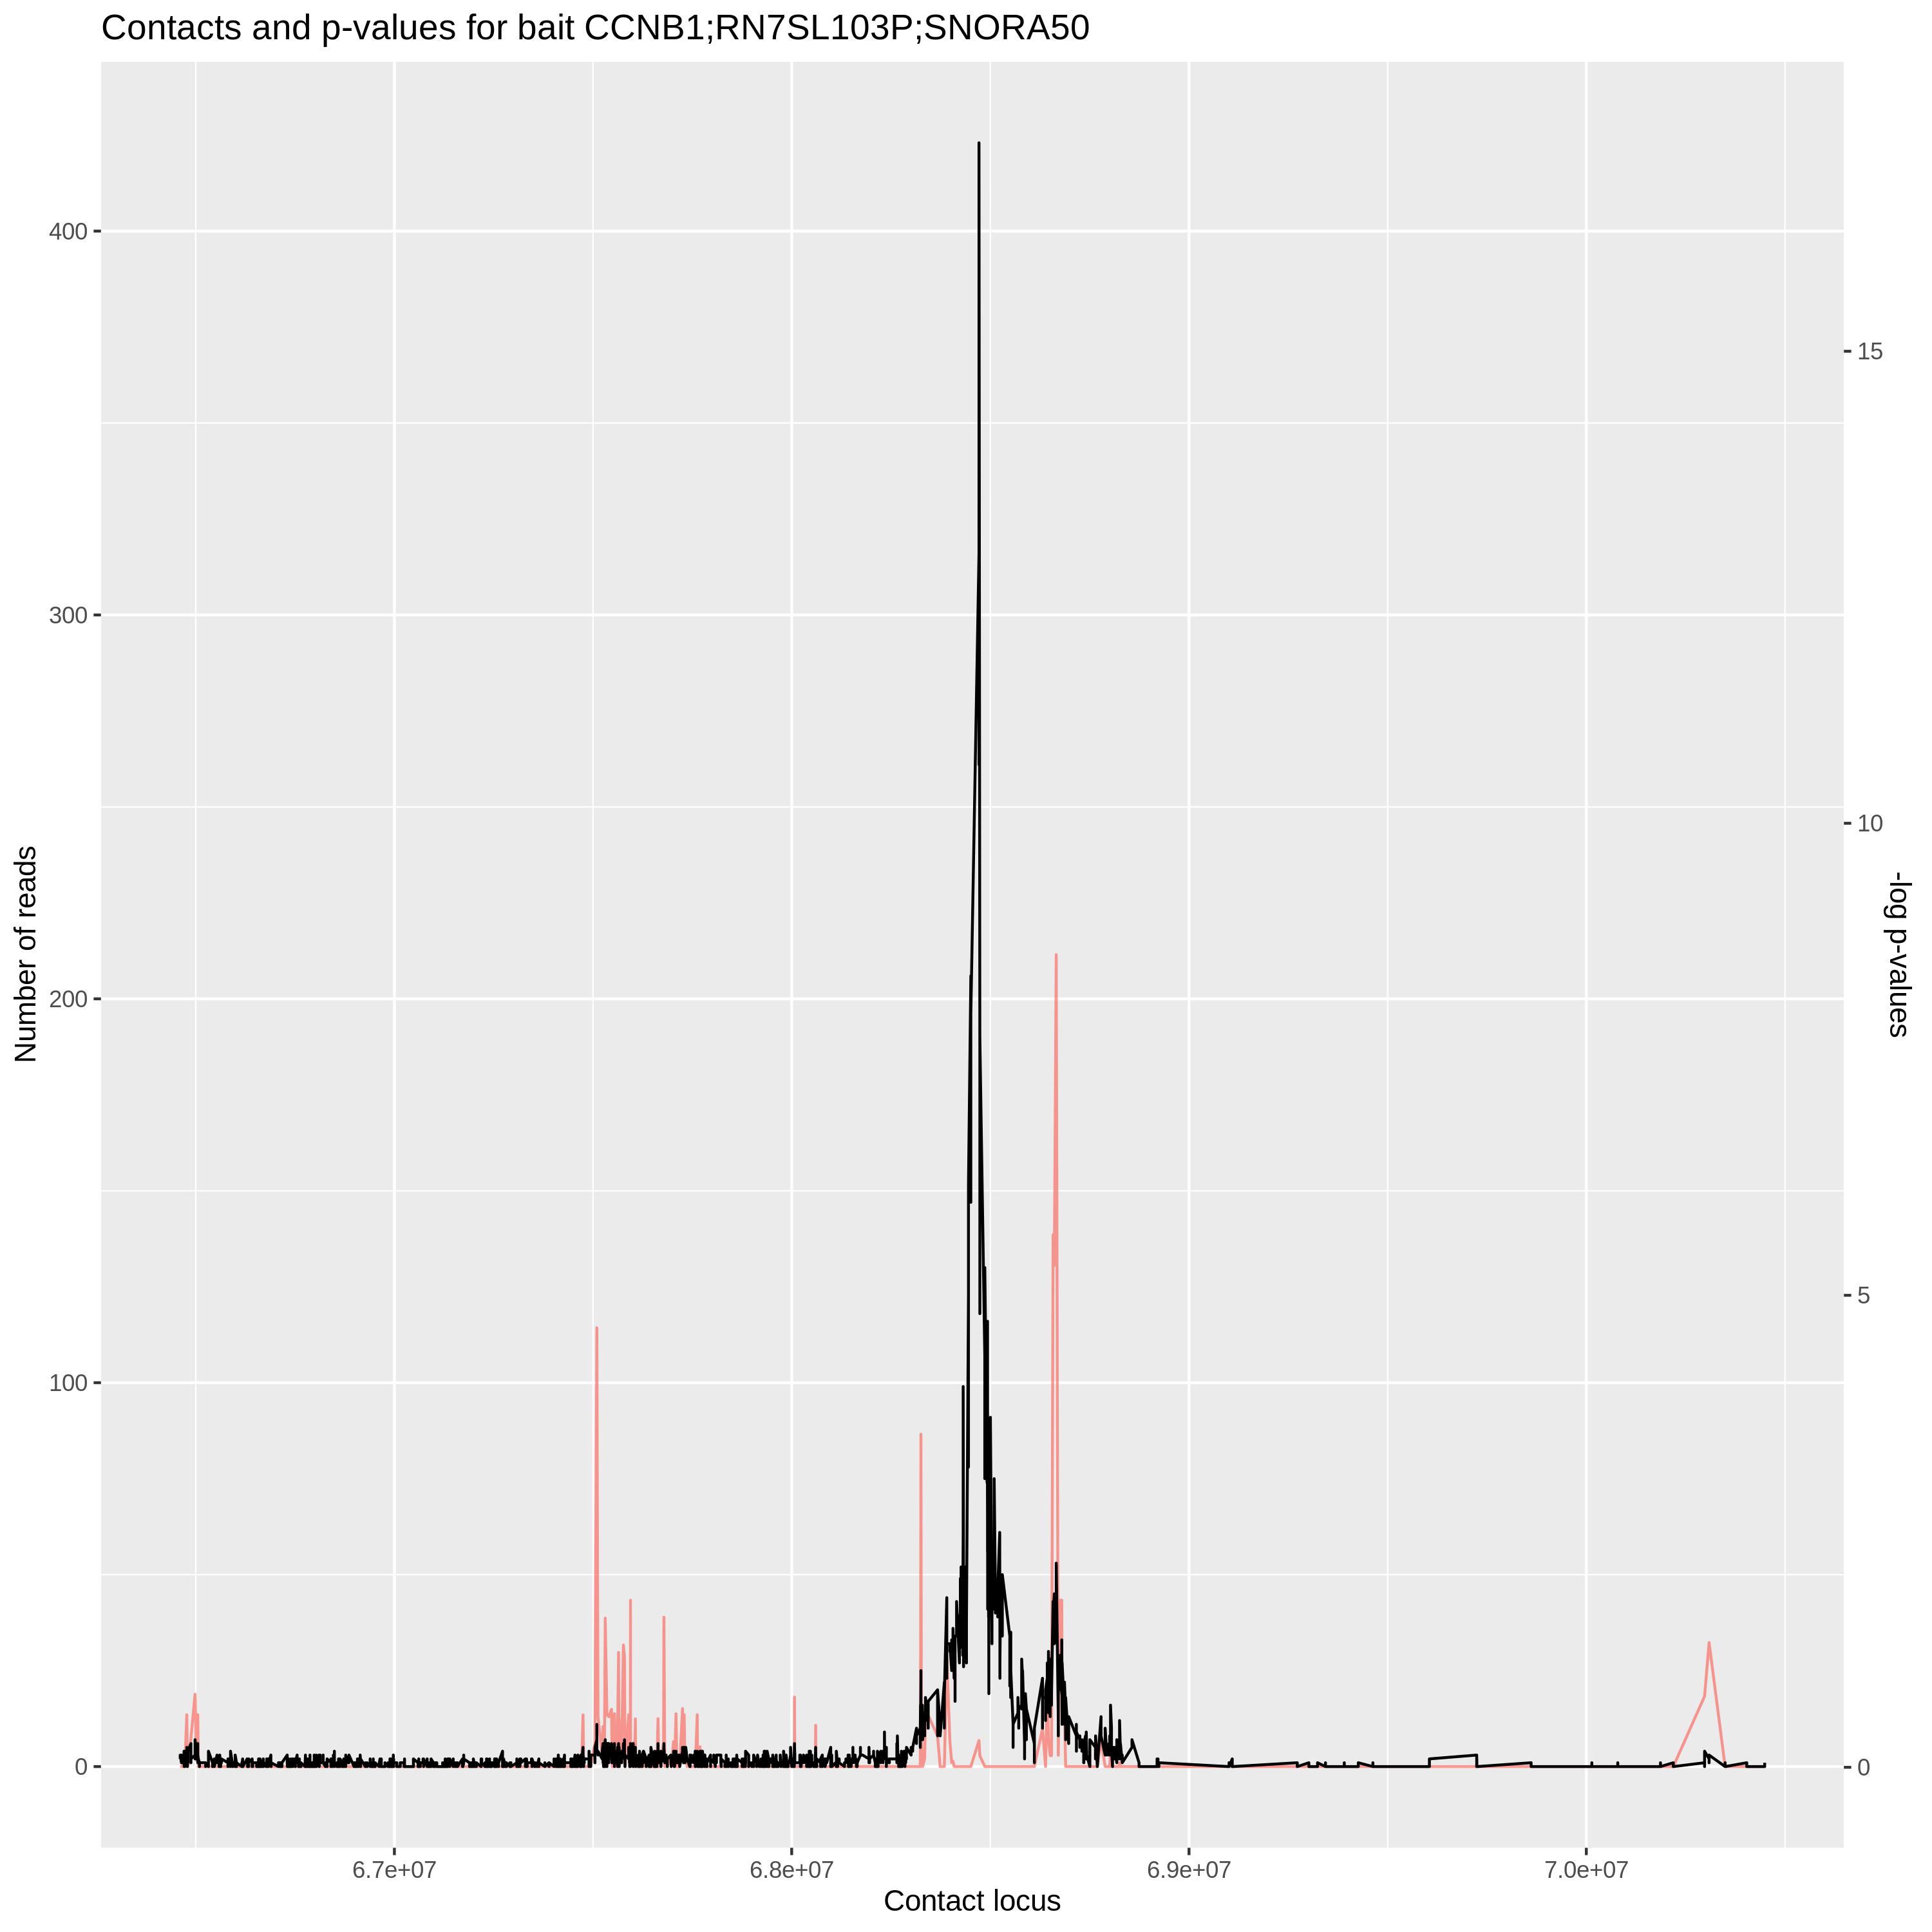 Contacts and p-values for bait CCNB1;RN7SL103P;SNORA50
400
300
200
100
0
Number of reads
15
10
5
0
-log p-values
6.7e+07
6.8e+07
6.9e+07
7.0e+07
Contact locus